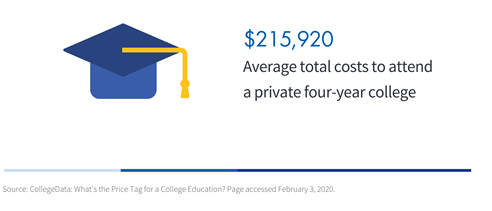 $215,920
Average total costs to attend
a private four-year college
Source: CollegeData: What's the Price Tag for a College Education? Page accessed February 3, 2020.